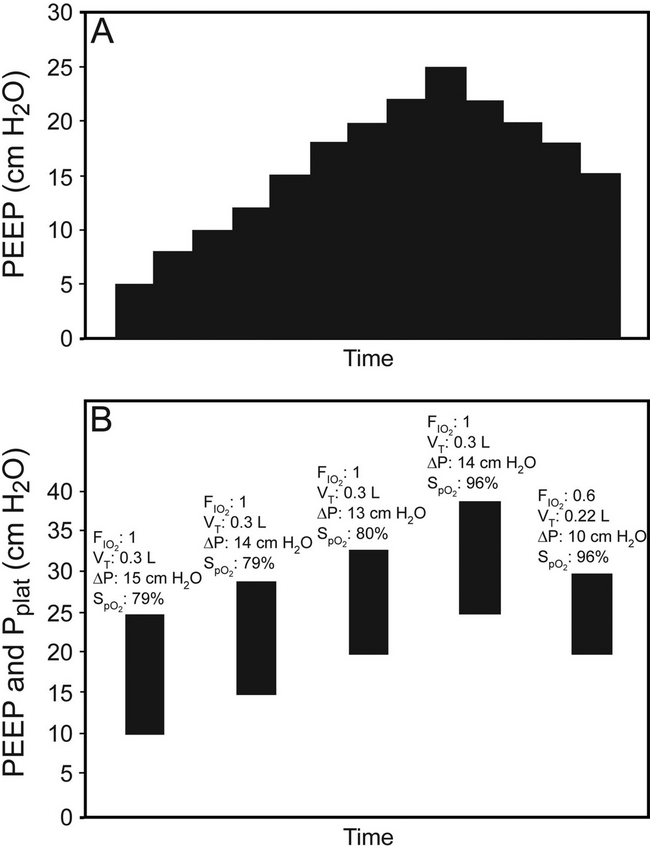 A
PEEP (cm H2O)
30
25
20
15
10
5
0
Time
B
PEEP and Pplat (cm H2O)
40
35
30
25
20
15
10
5
0
FIO2: 1
VT: 0.3 L
ΔP: 15 cm H2O
SpO2: 79%
FIO2: 1
VT: 0.3 L
ΔP: 14 cm H2O
SpO2: 79%
FIO2: 1
VT: 0.3 L
ΔP: 13 cm H2O
SpO2: 80%
FIO2: 1
VT: 0.3 L
ΔP: 14 cm H2O
SpO2: 96%
FIO2: 0.6
VT: 0.22 L
ΔP: 10 cm H2O
SpO2: 96%
Time